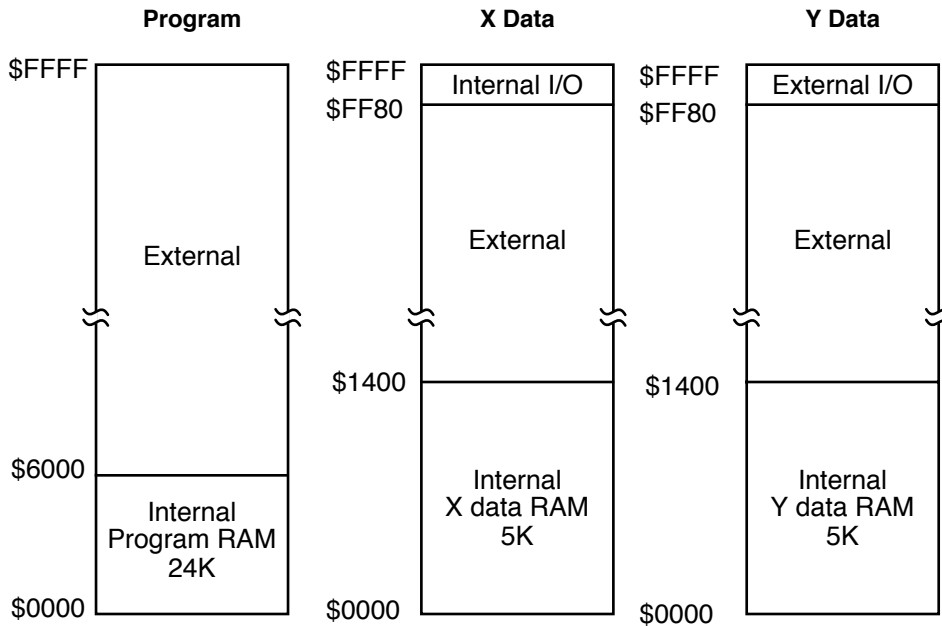 Program
X Data
Y Data
$FFFF
External
$6000
Internal
Program RAM
24K
$0000
$FFFF
Internal I/O
$FF80
External
$1400
Internal
X data RAM
5K
$0000
$FFFF
External I/O
$FF80
External
$1400
Internal
Y data RAM
5K
$0000